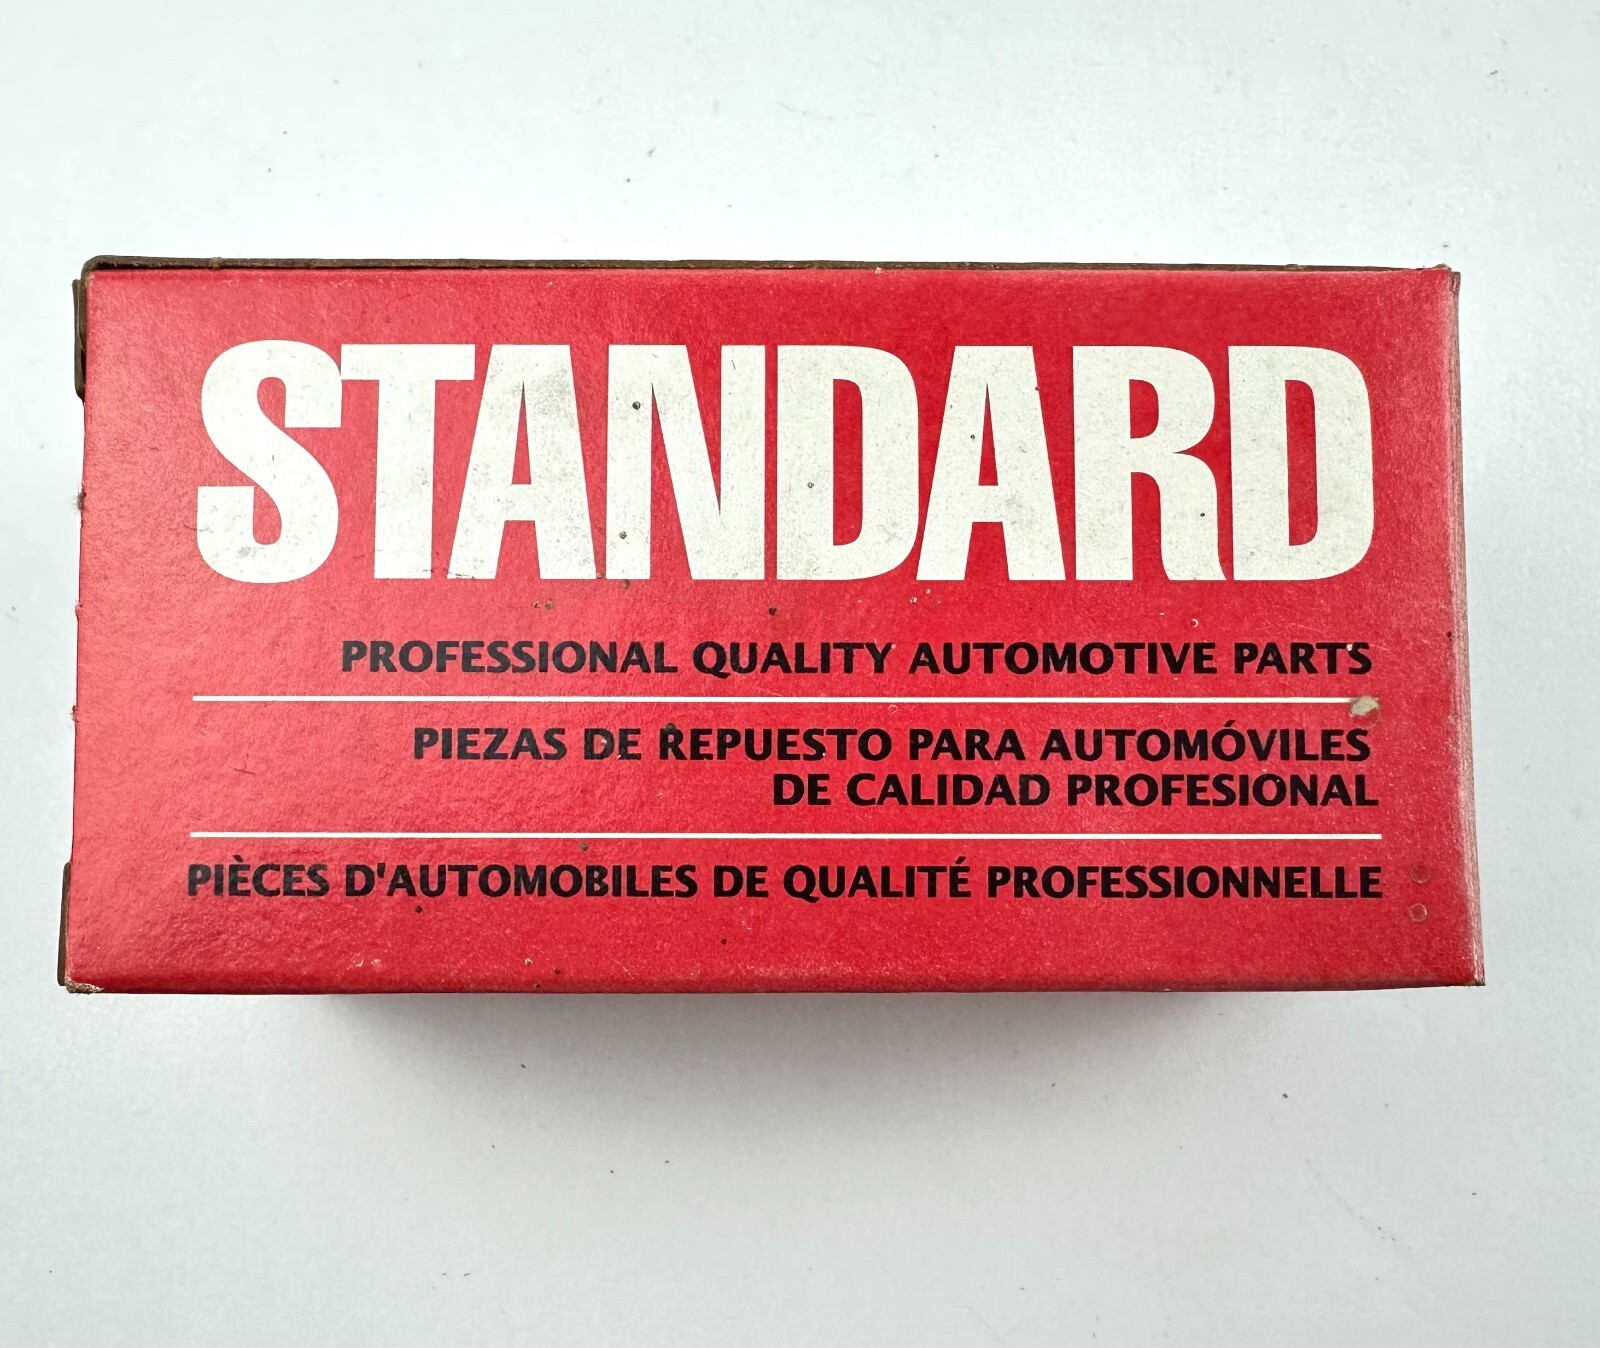 STANDARD
PROFESSIONAL QUALITY AUTOMOTIVE PARTS
PIEZAS DE REPUESTO PARA AUTOMÓVILES
DE CALIDAD PROFESIONAL
PIÈCES D'AUTOMOBILES DE QUALITÉ PROFESSIONNELLE